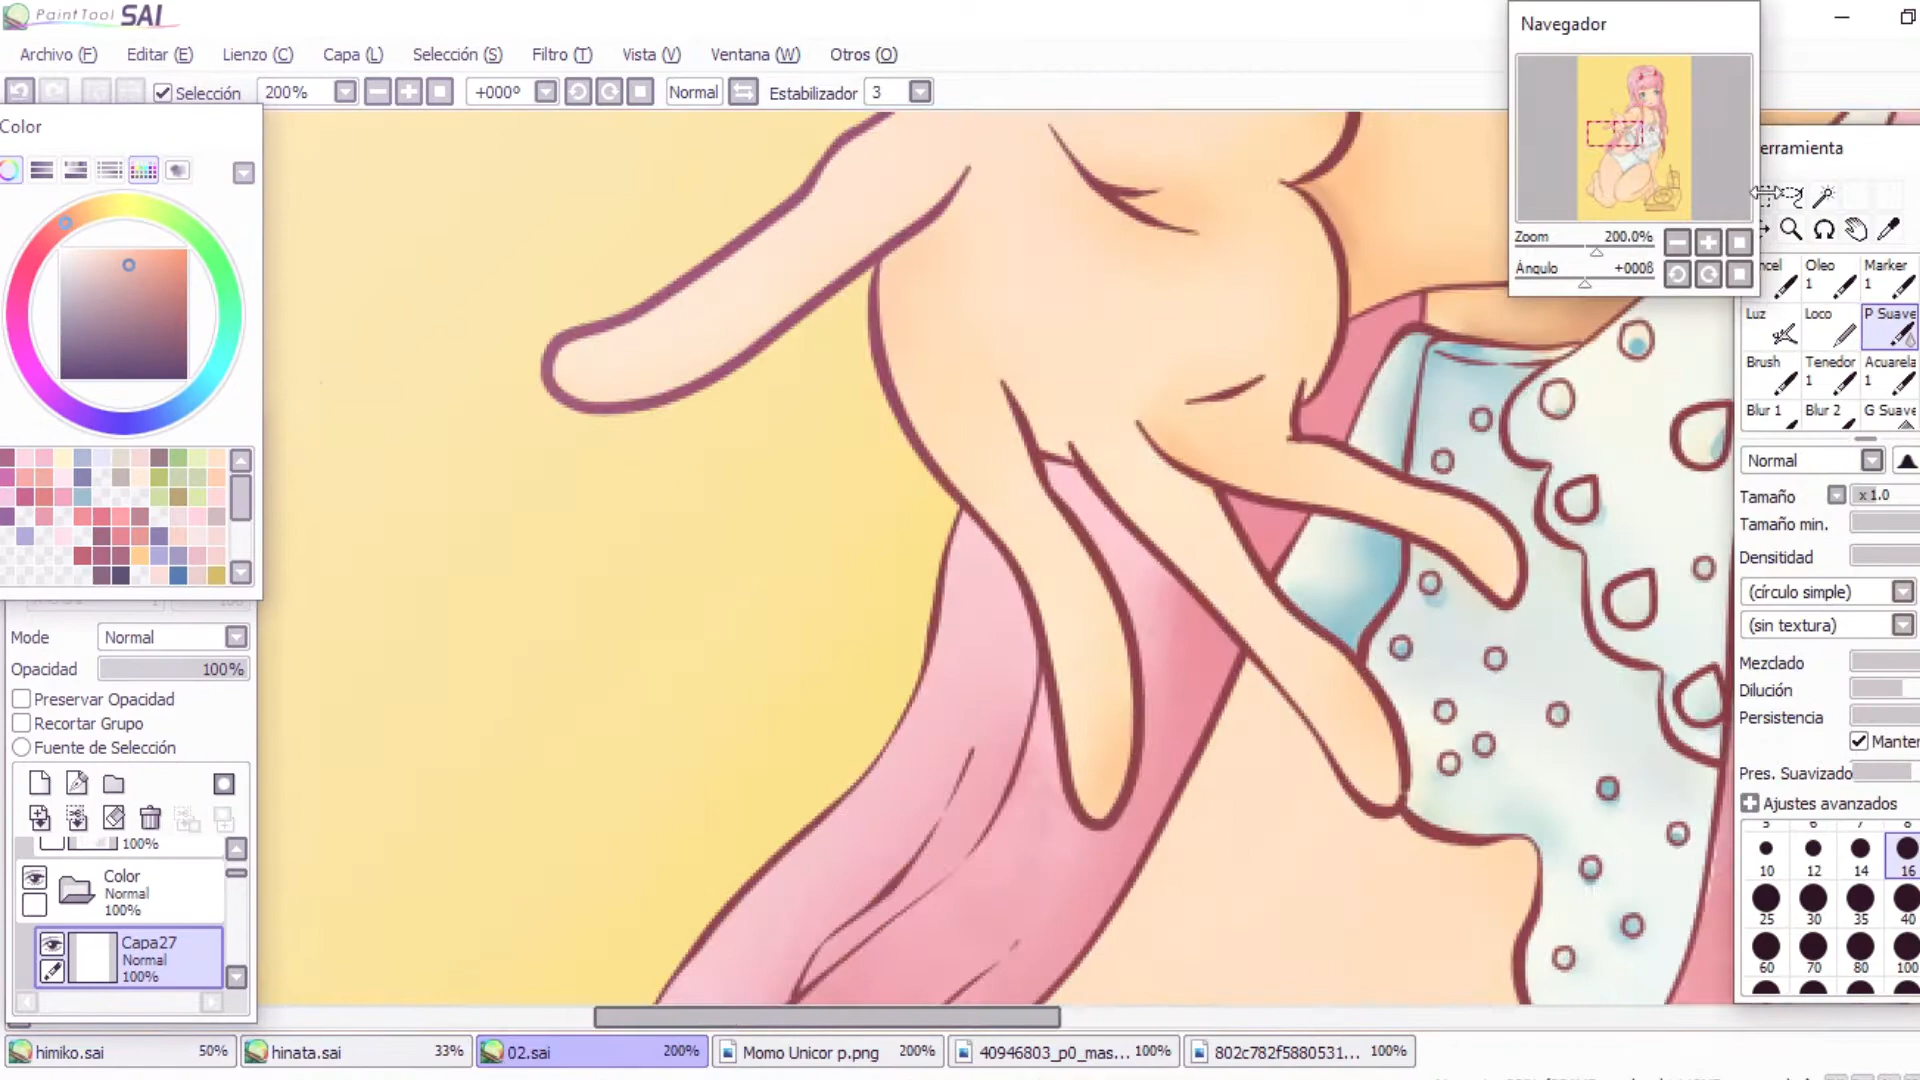 PaintTool SAI
Archivo (F) Editar (E) Lienzo (C) Capa (L) Selección (S) Filtro (T) Vista (V) Ventana (W) Otros (O)
Selección 200% +000º Normal Estabilizador 3
Color
Mode Normal
Opacidad 100%
Preservar Opacidad
Recortar Grupo
Fuente de Selección
100%
Color
Normal
100%
Capa27
Normal
100%
Navegador
Zoom 200.0%
Ángulo
erramienta
Oleo
1
Marker
1
Luz Loco P Suave
Brush Tenedor
1
Acuarela
1
Blur 1 Blur 2 G Suave
Normal
Tamaño x 1.0
Tamaño min.
Densitidad
(círculo simple)
(sin textura)
Mezclado
Dilución
Persistencia
Manter
Pres. Suavizado
Ajustes avanzados
10 12 14 16
25 30 35 40
60 70 80 100
himiko.sai 50% hinata.sai 33% 02.sai 200% Momo Unicor p.png 200% 40946803_p0_mas... 100% 802c782f5880531... 100%